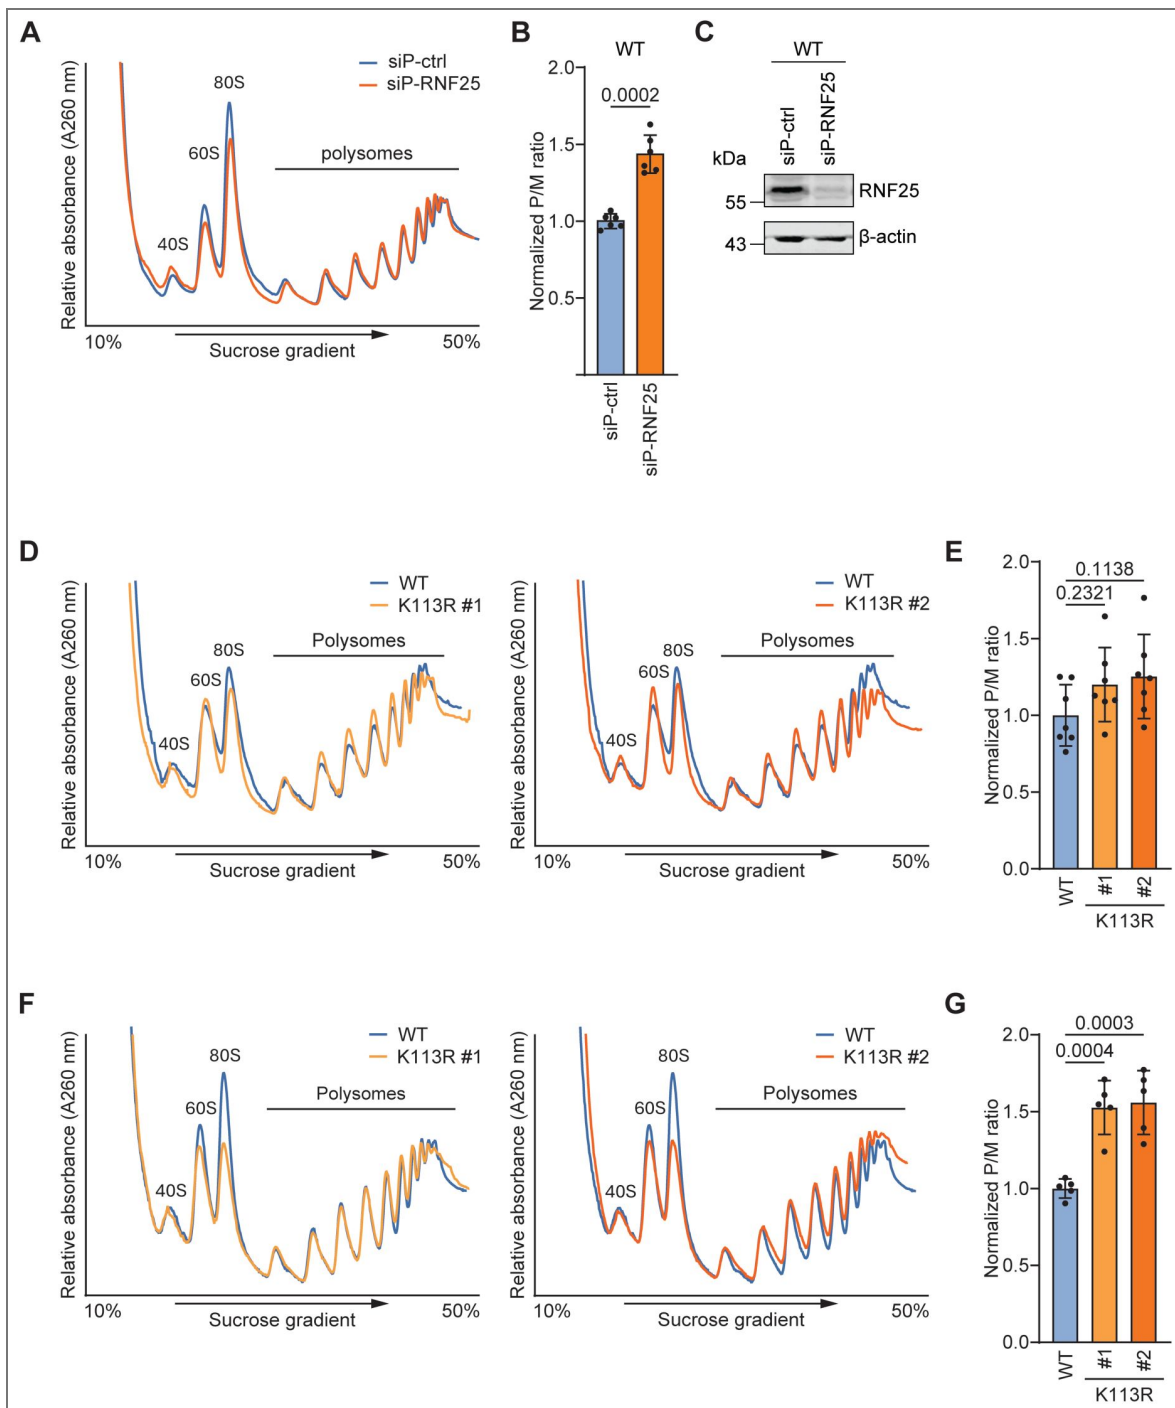 A
siP-ctrl
siP-RNF25
80S
60S
40S
polysomes
Relative absorbance (A260 nm)
10%
Sucrose gradient
50%
B
WT
2.0
0.0002
1.5
1.0
0.5
Normalized P/M ratio
siP-ctrl
siP-RNF25
C
WT
siP-ctrl
siP-RNF25
kDa
55
RNF25
43
β-actin
D
WT
K113R #1
Polysomes
80S
60S
40S
Relative absorbance (A260 nm)
10%
Sucrose gradient
50%
WT
K113R #2
Polysomes
80S
60S
40S
Relative absorbance (A260 nm)
10%
Sucrose gradient
50%
E
2.0
0.1138
0.2321
1.5
1.0
0.5
0.0
Normalized P/M ratio
WT
#1
#2
K113R
F
WT
K113R #1
80S
Polysomes
60S
40S
Relative absorbance (A260 nm)
10%
Sucrose gradient
50%
WT
K113R #2
80S
Polysomes
60S
40S
Relative absorbance (A260 nm)
10%
Sucrose gradient
50%
G
2.0
0.0003
0.0004
1.5
1.0
0.5
0.0
Normalized P/M ratio
WT
#1
#2
K113R